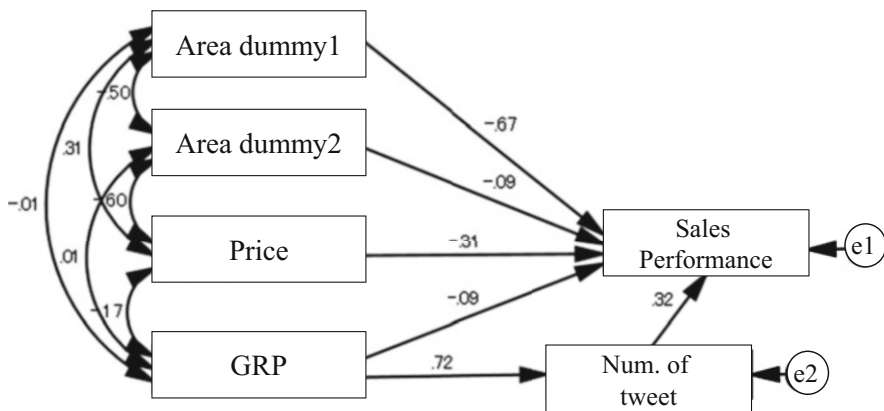 Area dummy1
-.50
-.67
Area dummy2
.31
-.09
-.01
-.60
Sales
Performance
e1
Price
-.31
.01
-.09
.32
-.17
GRP
.72
Num. of
tweet
e2